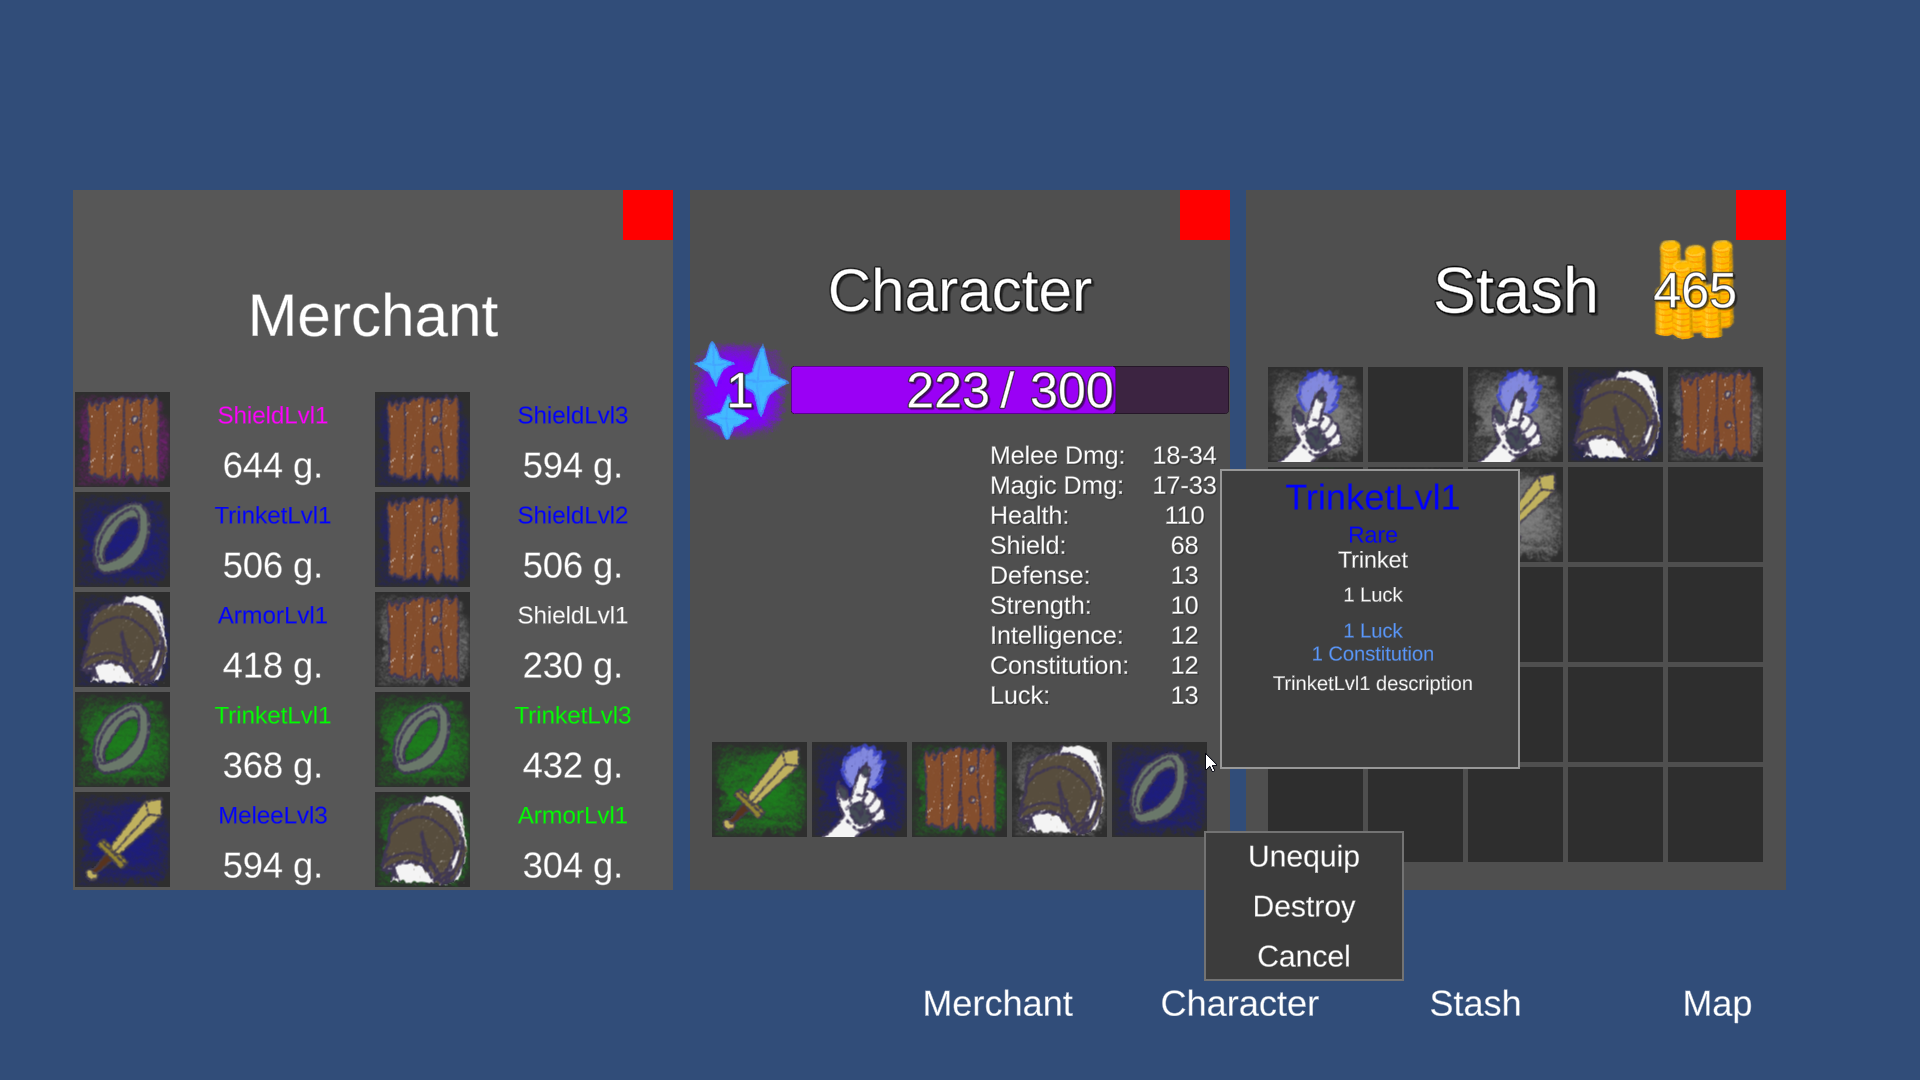 Merchant
ShieldLvl1
644 g.
ShieldLvl3
594 g.
TrinketLvl1
506 g.
ShieldLvl2
506 g.
ArmorLvl1
418 g.
ShieldLvl1
230 g.
TrinketLvl1
368 g.
TrinketLvl3
432 g.
MeleeLvl3
594 g.
ArmorLvl1
304 g.
Character
1
223 / 300
Melee Dmg: 18-34
Magic Dmg: 17-33
Health: 110
Shield: 68
Defense: 13
Strength: 10
Intelligence: 12
Constitution: 12
Luck: 13
Stash
465
TrinketLvl1
Rare
Trinket
1 Luck
1 Luck
1 Constitution
TrinketLvl1 description
Unequip
Destroy
Cancel
Merchant Character Stash Map